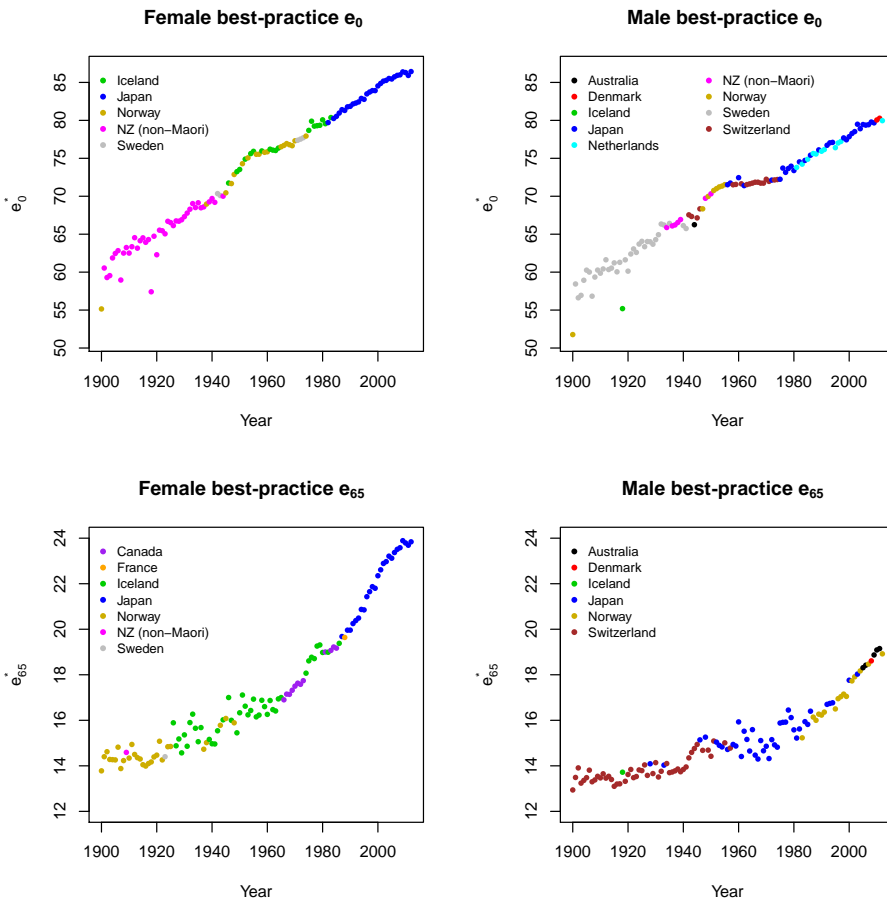 Female best−practice e0
e0*
85
80
75
70
65
60
55
50
Iceland
Japan
Norway
NZ (non−Maori)
Sweden
1900 1920 1940 1960 1980 2000
Year
Male best−practice e0
e0*
85
80
75
70
65
60
55
50
Australia
Denmark
Iceland
Japan
Netherlands
NZ (non−Maori)
Norway
Sweden
Switzerland
1900 1920 1940 1960 1980 2000
Year
Female best−practice e65
e65*
24
22
20
18
16
14
12
Canada
France
Iceland
Japan
Norway
NZ (non−Maori)
Sweden
1900 1920 1940 1960 1980 2000
Year
Male best−practice e65
e65*
24
22
20
18
16
14
12
Australia
Denmark
Iceland
Japan
Norway
Switzerland
1900 1920 1940 1960 1980 2000
Year